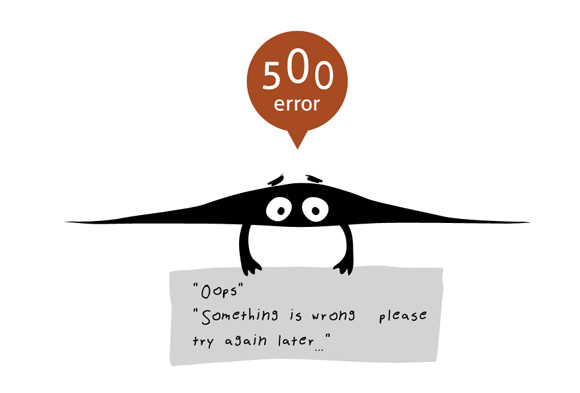 500
error
"Oops"
"Something is wrong please
try again later..."